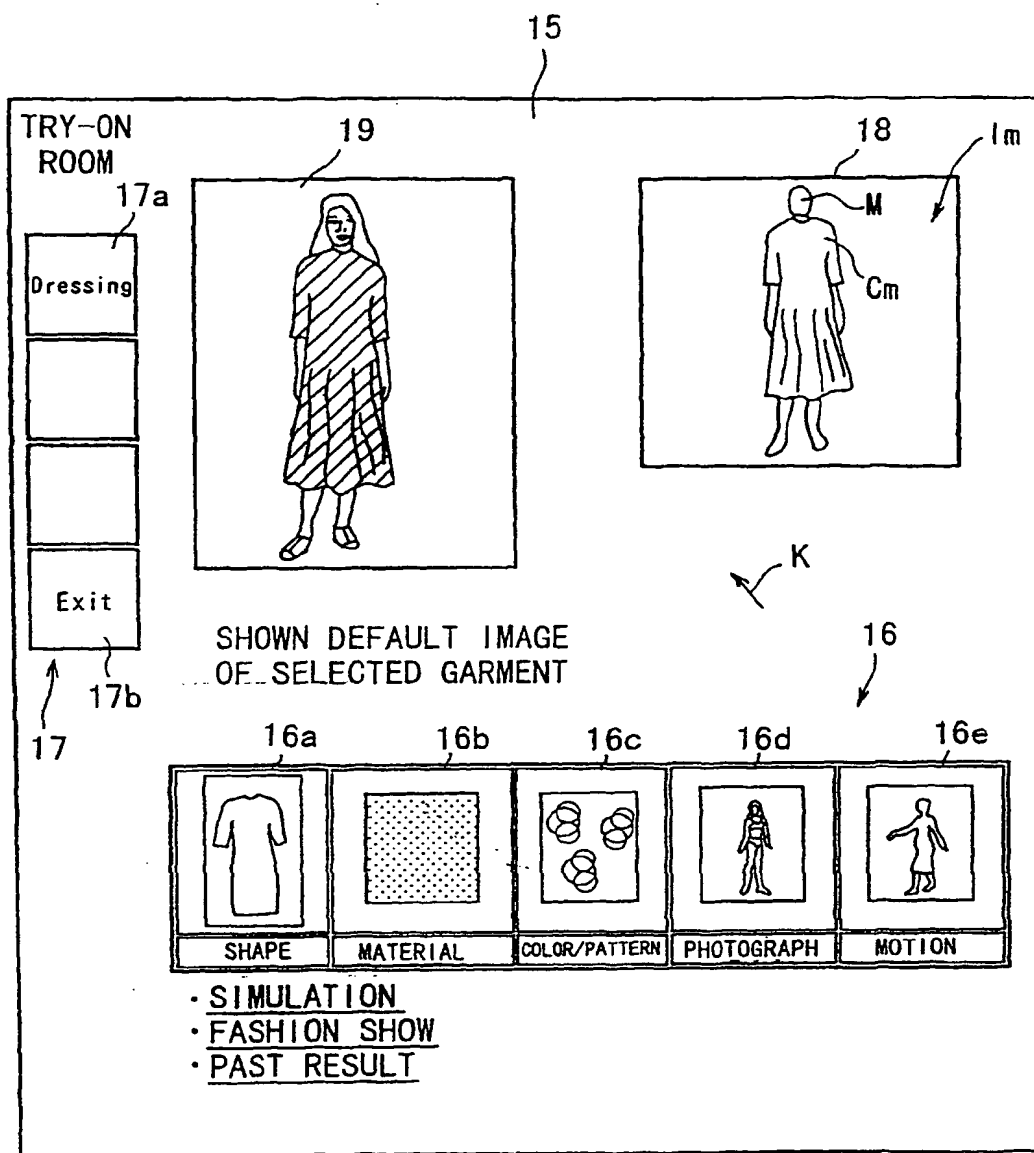 15
TRY-ON
ROOM
19
18
Im
17a
M
Dressing
Cm
K
Exit
SHOWN DEFAULT IMAGE
OF SELECTED GARMENT
16
17b
17
16a 16b 16c 16d 16e
SHAPE MATERIAL COLOR/PATTERN PHOTOGRAPH MOTION
· SIMULATION
· FASHION SHOW
· PAST RESULT